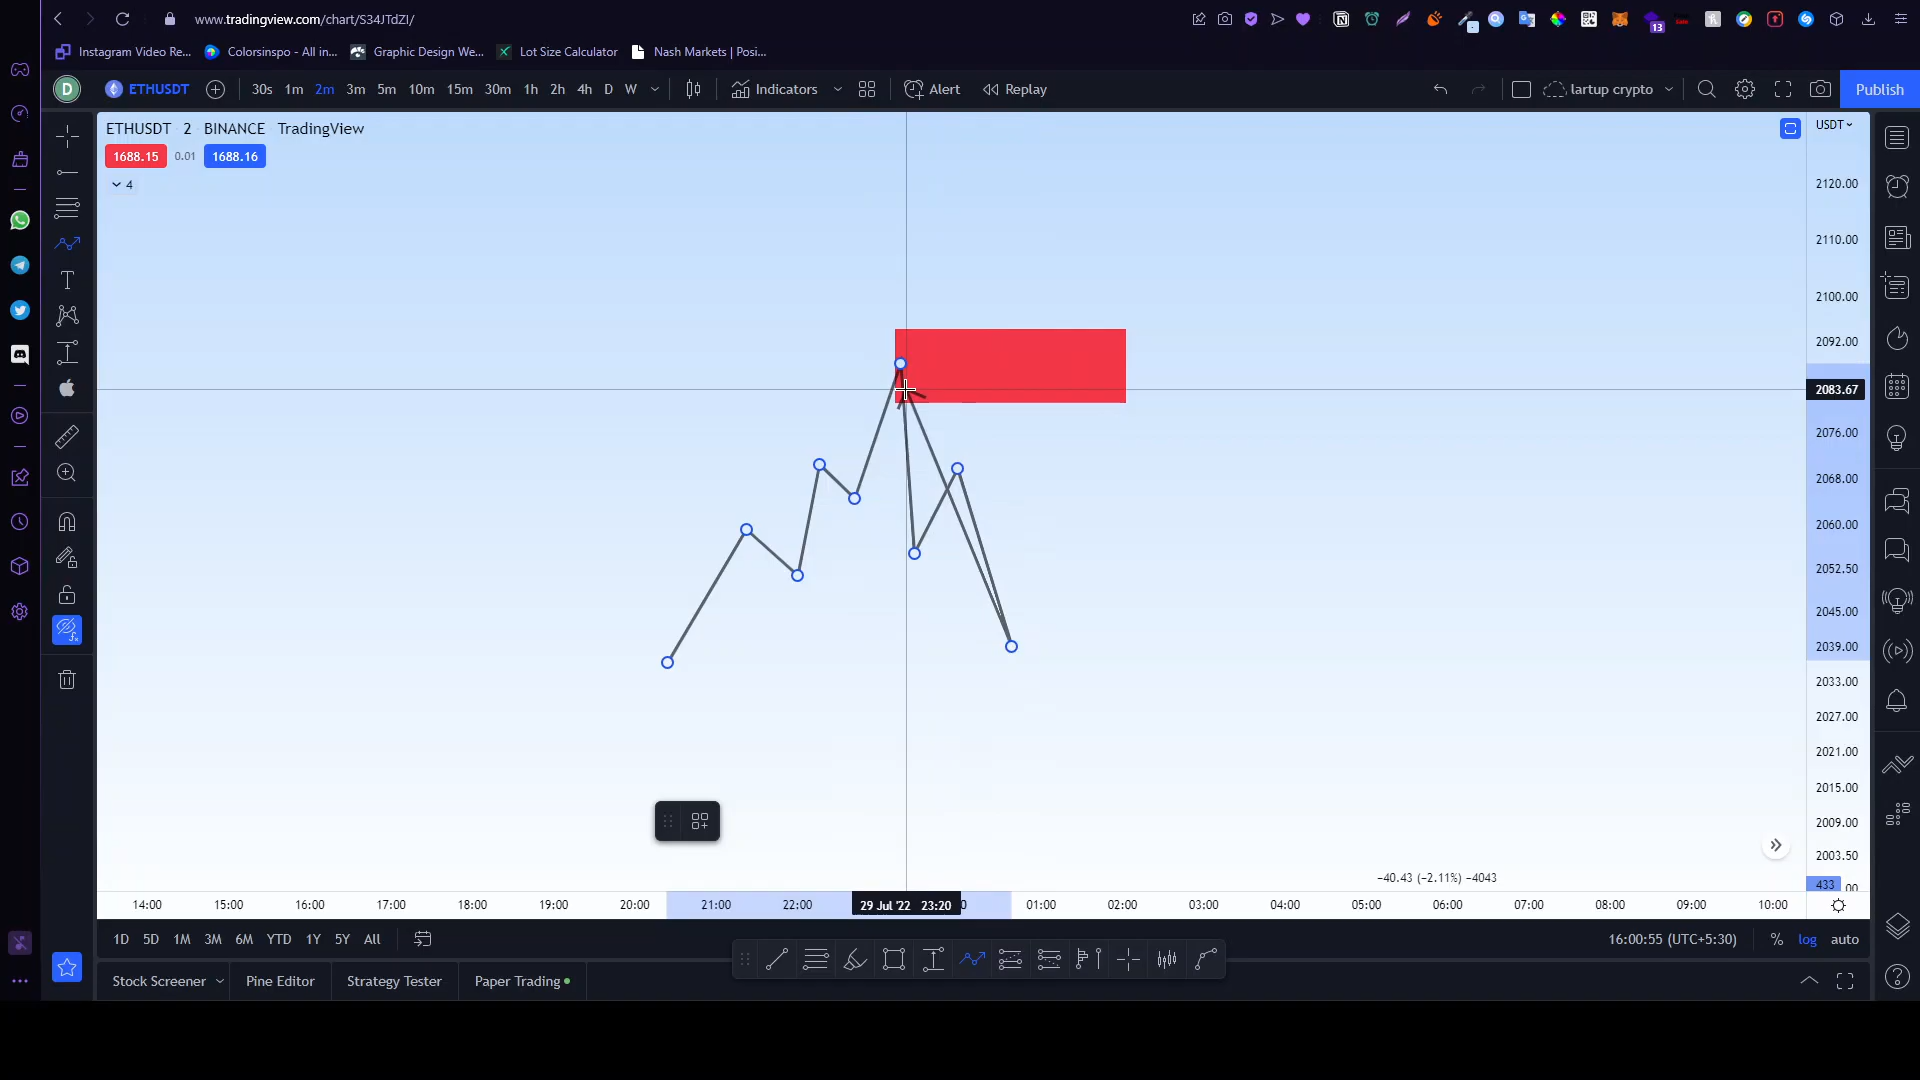 www.tradingview.com/chart/S34JTdZI/
13
Instagram Video Re...
Colorsinspo - All in...
Graphic Design We...
Lot Size Calculator
Nash Markets | Posi...
D
ETHUSDT
30s 1m 2m 3m 5m 10m 15m 30m 1h 2h 4h D W
Indicators
Alert
Replay
lartup crypto
Publish
ETHUSDT 2 BINANCE TradingView
USDT
1688.15 0.01 1688.16
4
2120.00
2110.00
2100.00
2092.00
2083.67
2076.00
2068.00
2060.00
2052.50
2045.00
2039.00
2033.00
2027.00
2021.00
2015.00
2009.00
2003.50
−40.43 (−2.11%) −4043
433
14:00 15:00 16:00 17:00 18:00 19:00 20:00 21:00 22:00 29 Jul '22 23:20 01:00 02:00 03:00 04:00 05:00 06:00 07:00 08:00 09:00 10:00
1D 5D 1M 3M 6M YTD 1Y 5Y All
16:00:55 (UTC+5:30) % log auto
Stock Screener Pine Editor Strategy Tester Paper Trading